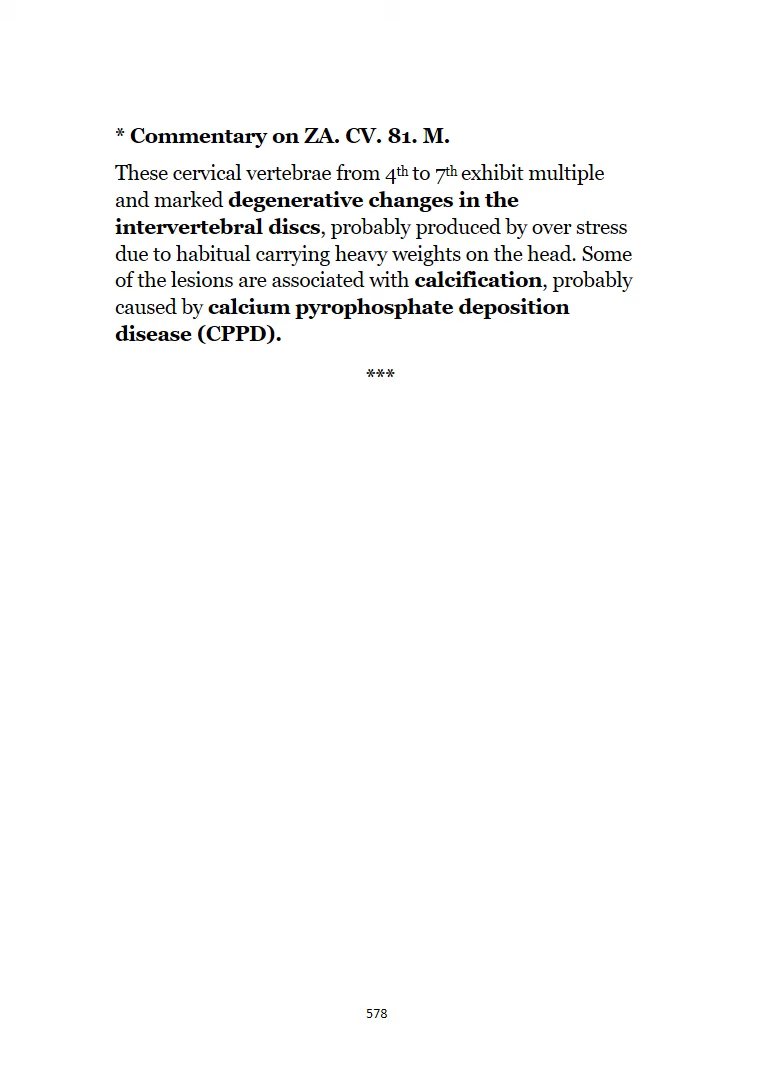 * Commentary on ZA. CV. 81. M.
These cervical vertebrae from 4th to 7th exhibit multiple
and marked degenerative changes in the
intervertebral discs, probably produced by over stress
due to habitual carrying heavy weights on the head. Some
of the lesions are associated with calcification, probably
caused by calcium pyrophosphate deposition
disease (CPPD).
***
578